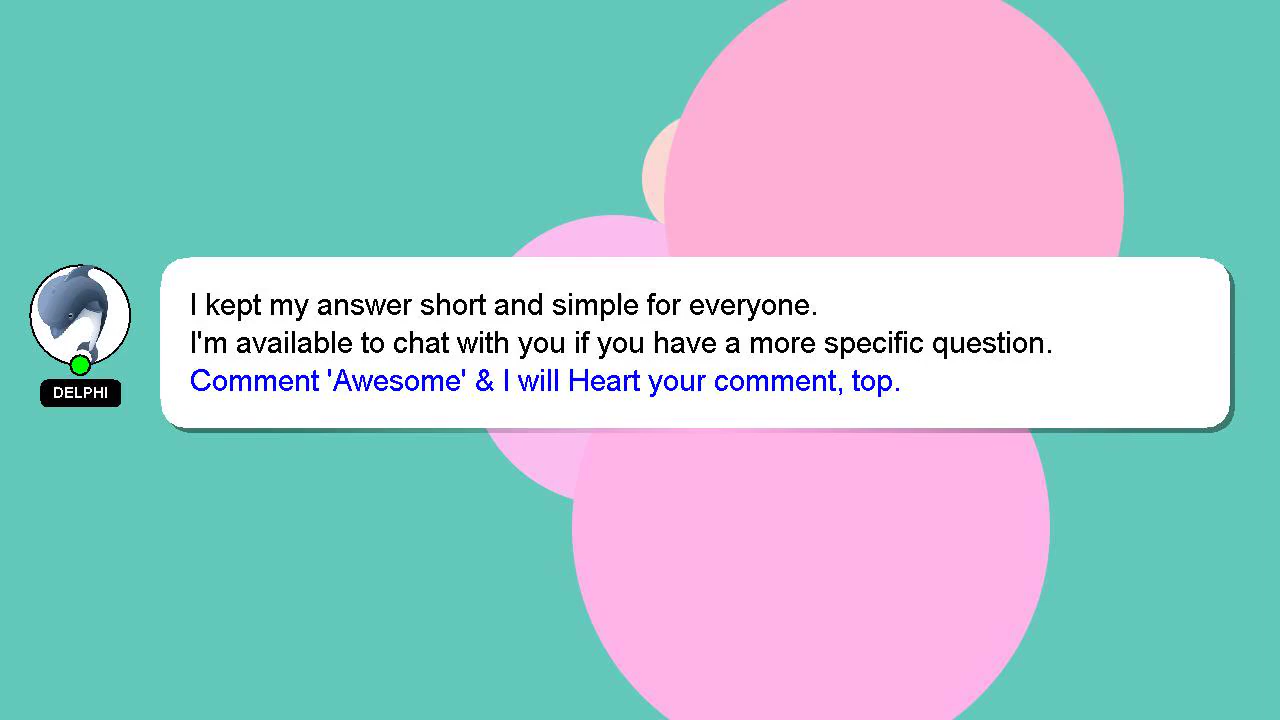 I kept my answer short and simple for everyone.
I'm available to chat with you if you have a more specific question.
Comment 'Awesome' & I will Heart your comment, top.
DELPHI